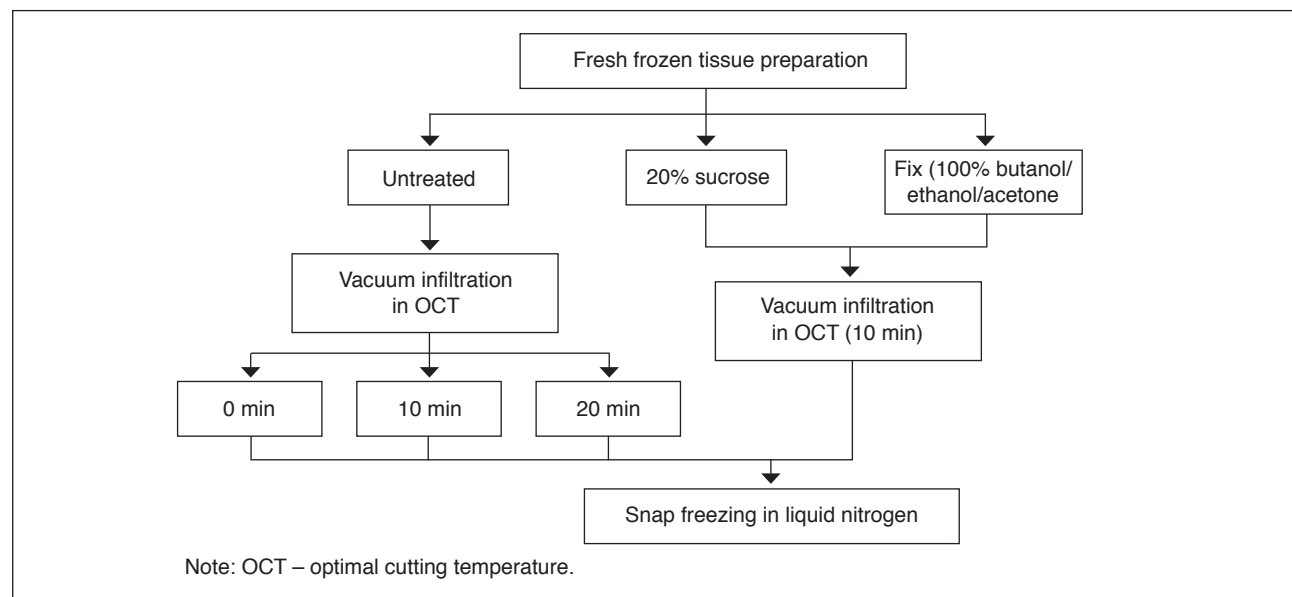 Fresh frozen tissue preparation
Untreated
20% sucrose
Fix (100% butanol/
ethanol/acetone
Vacuum infiltration
in OCT
Vacuum infiltration
in OCT (10 min)
0 min
10 min
20 min
Snap freezing in liquid nitrogen
Note: OCT – optimal cutting temperature.